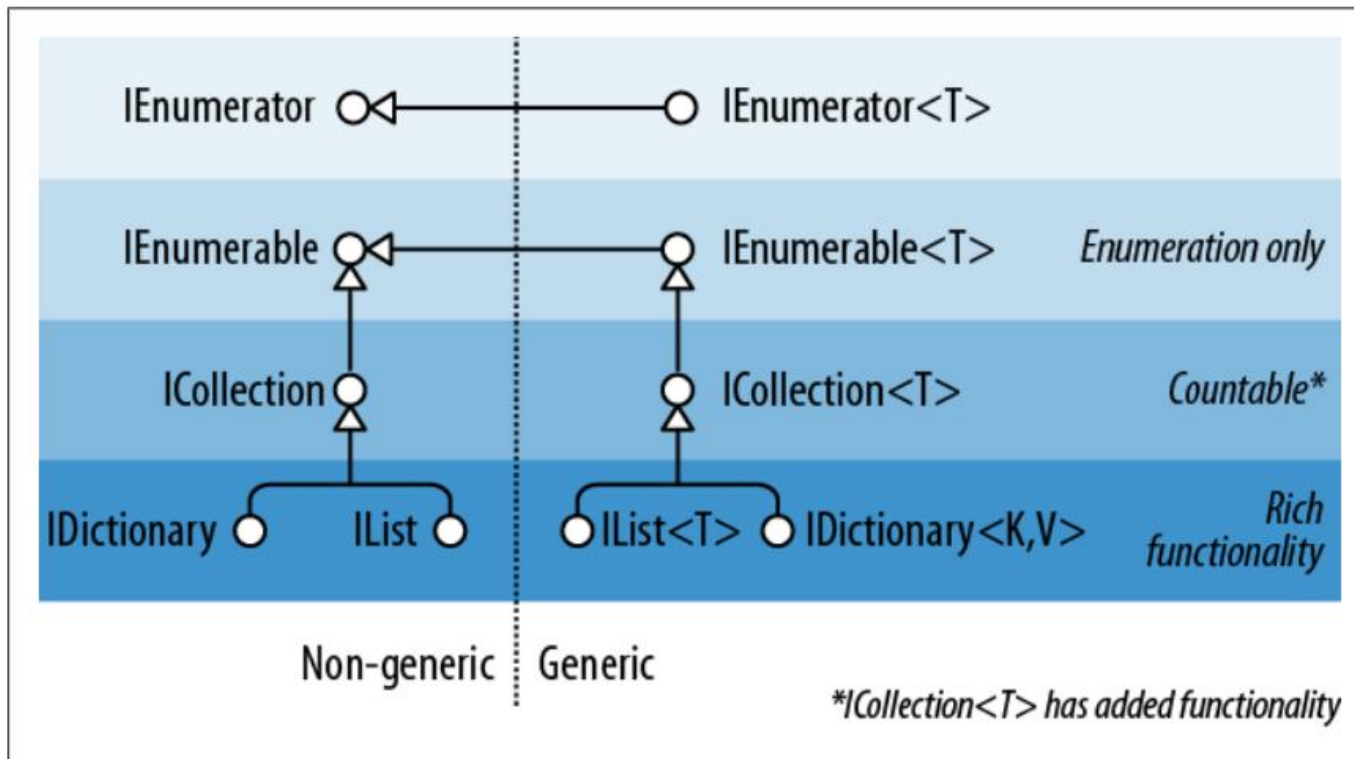 IEnumerator
IEnumerator<T>
IEnumerable
IEnumerable<T>
Enumeration only
ICollection
ICollection<T>
Countable*
IDictionary
IList
IList<T>
IDictionary<K,V>
Rich
functionality
Non-generic
Generic
*ICollection<T> has added functionality